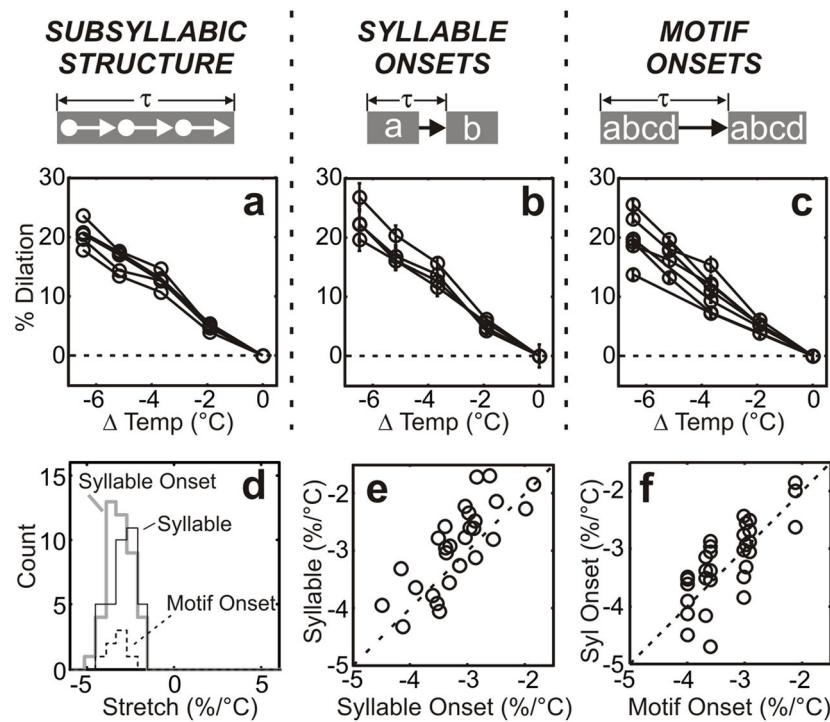 SUBSYLLABIC STRUCTURE
SYLLABLE ONSETS
MOTIF ONSETS
τ
τ
a b
τ
abcd abcd
a
30
20
10
0
% Dilation
-6 -4 -2 0
Δ Temp (°C)
b
30
20
10
0
-6 -4 -2 0
Δ Temp (°C)
c
30
20
10
0
-6 -4 -2 0
Δ Temp (°C)
d
15
10
5
0
Count
Syllable Onset
Syllable
Motif Onset
-5 0 5
Stretch (%/°C)
e
-2
-3
-4
-5
Syllable (%/°C)
-5 -4 -3 -2
Syllable Onset (%/°C)
f
-2
-3
-4
-5
Syl Onset (%/°C)
-5 -4 -3 -2
Motif Onset (%/°C)